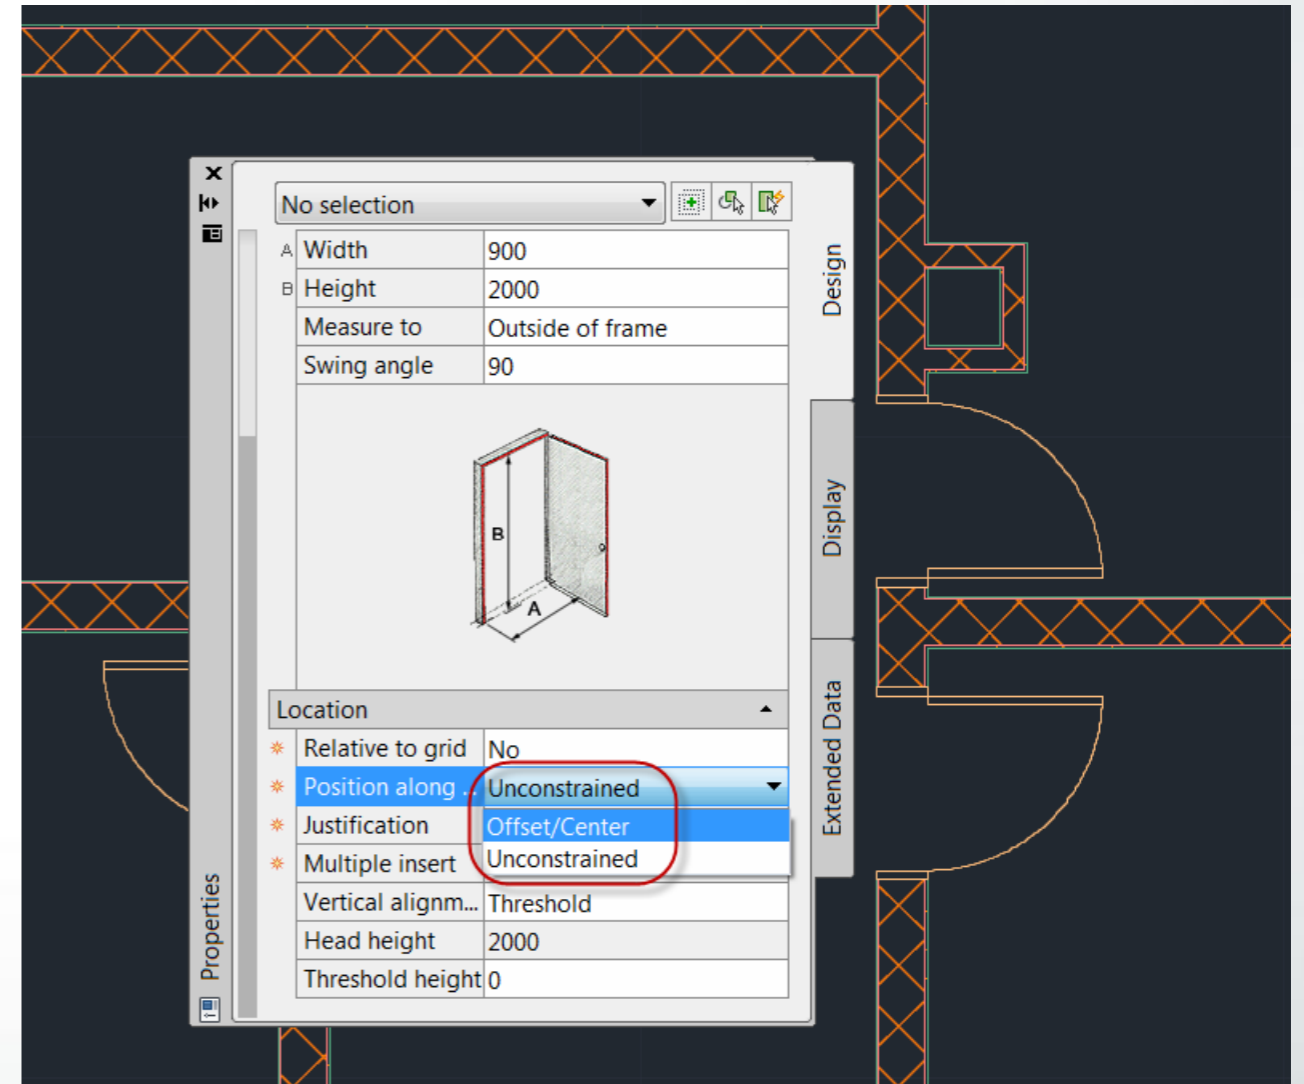 No selection
A Width 900
B Height 2000
Measure to Outside of frame
Swing angle 90
B
A
Location
Relative to grid No
Position along ... Unconstrained
Justification Offset/Center
Multiple insert Unconstrained
Vertical alignm... Threshold
Head height 2000
Threshold height 0
Design
Display
Extended Data
Properties